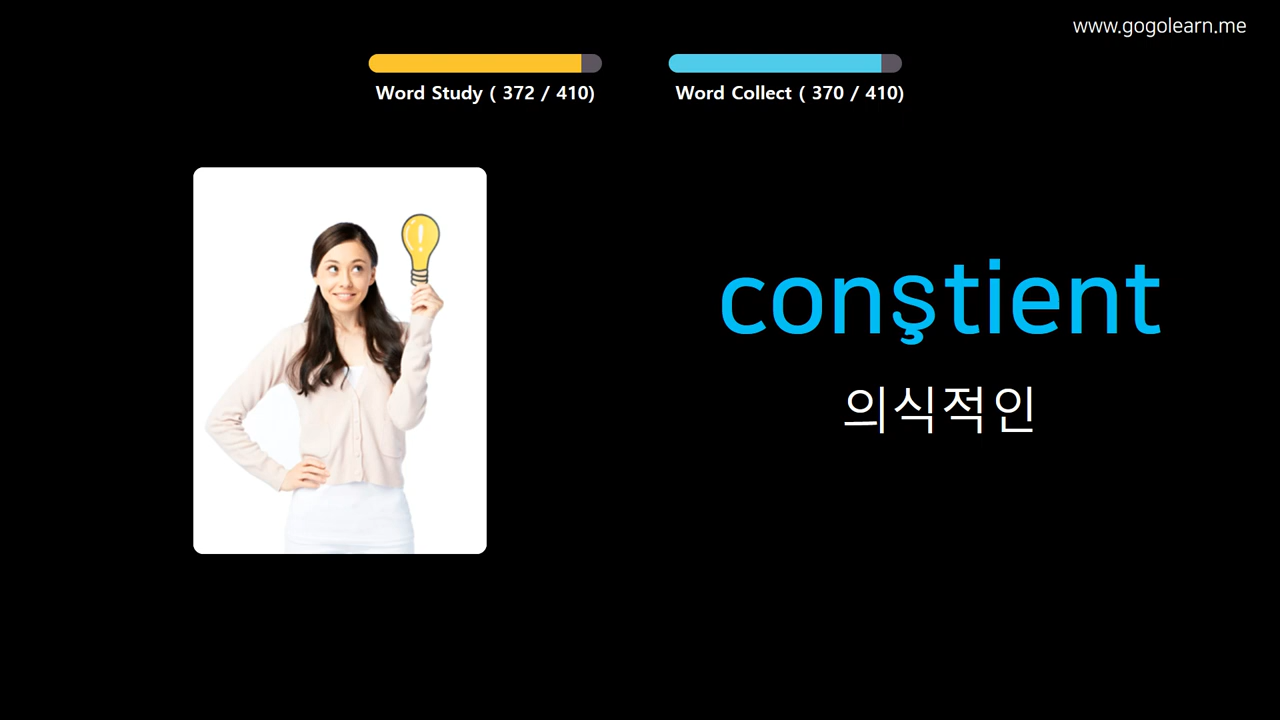 www.gogolearn.me
Word Study ( 372 / 410)
Word Collect ( 370 / 410)
conştient
의식적인